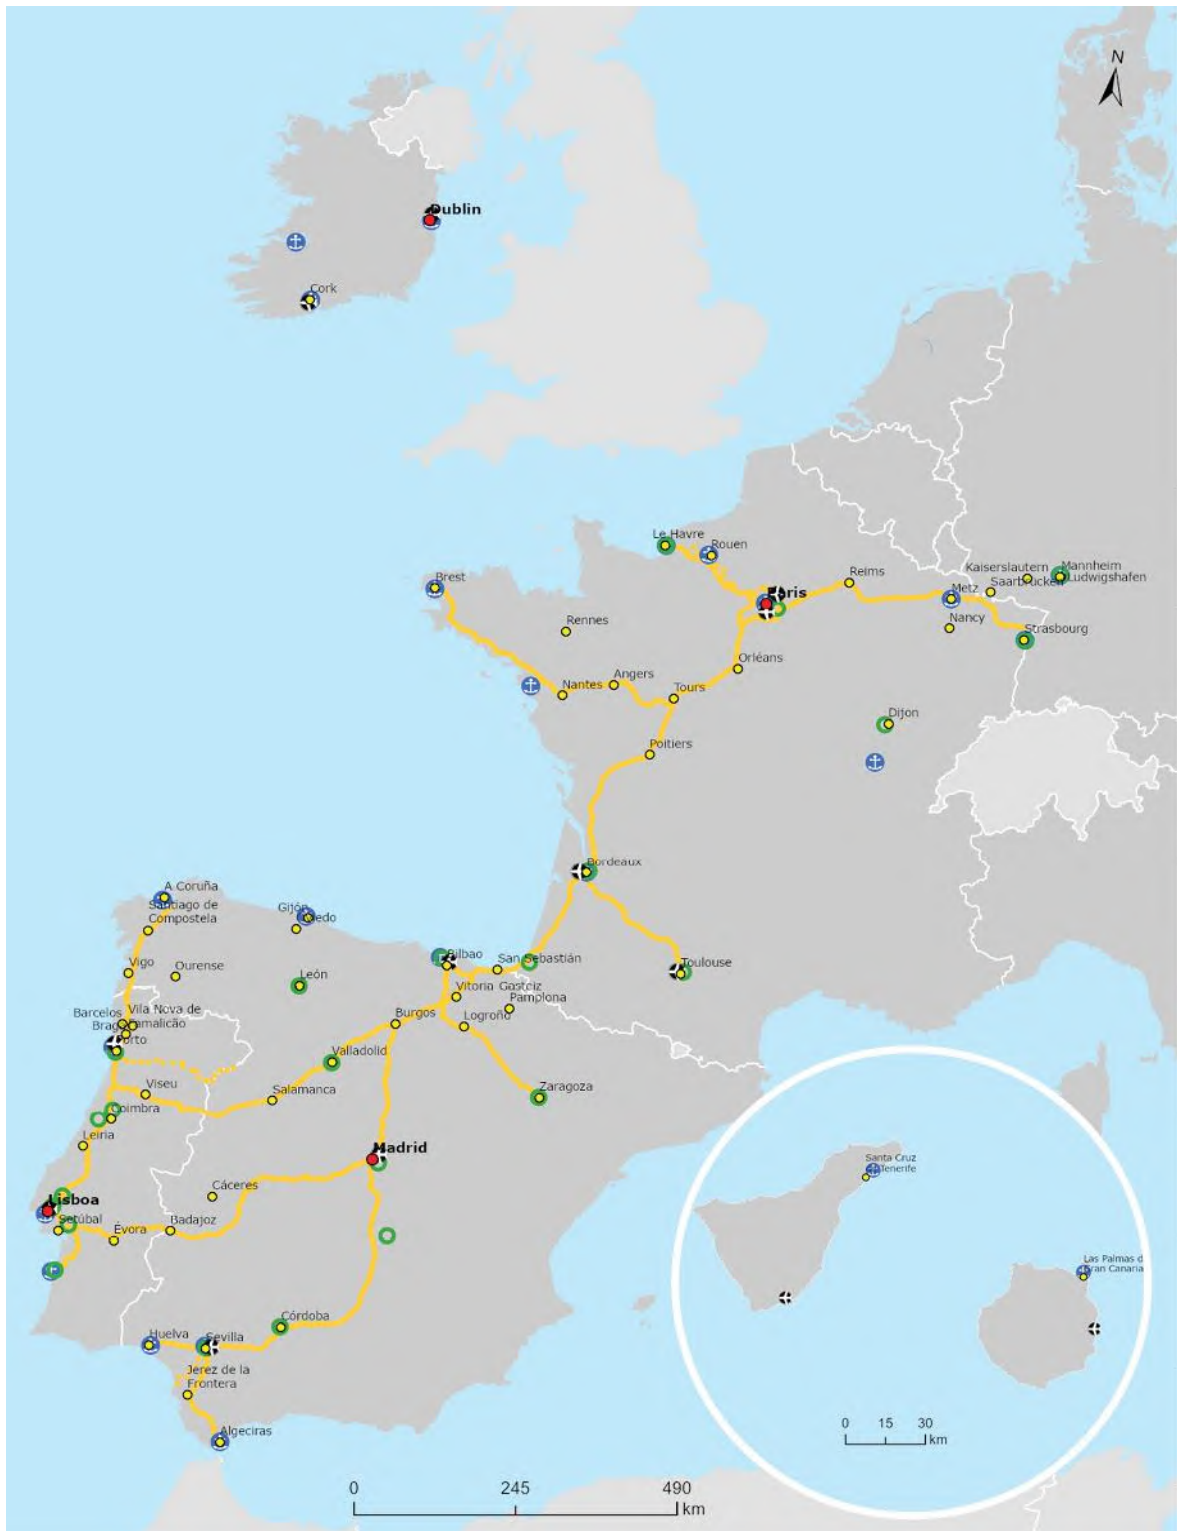 N
Dublin
Cork
Le Havre
Rouen
Brest
Paris
Reims
Kaiserslautern
Mannheim
Ludwigshafen
Saarbrücken
Metz
Nancy
Strasbourg
Rennes
Orléans
Angers
Nantes
Tours
Dijon
Poitiers
Bordeaux
Toulouse
A Coruña
Santiago de
Compostela
Gijón
Bilbao
San Sebastián
Vigo
Ourense
León
Vitoria Gasteiz
Pamplona
Barcelos
Vila Nova de
Famalicão
Burgos
Logroño
Porto
Valladolid
Viseu
Salamanca
Zaragoza
Coimbra
Leiria
Madrid
Cáceres
Lisboa
Setúbal
Évora
Badajoz
Santa Cruz
Tenerife
Las Palmas d
Gran Canaria
Córdoba
Huelva
Sevilla
Jerez de la
Frontera
Algeciras
0 15 30
km
0 245 490
km